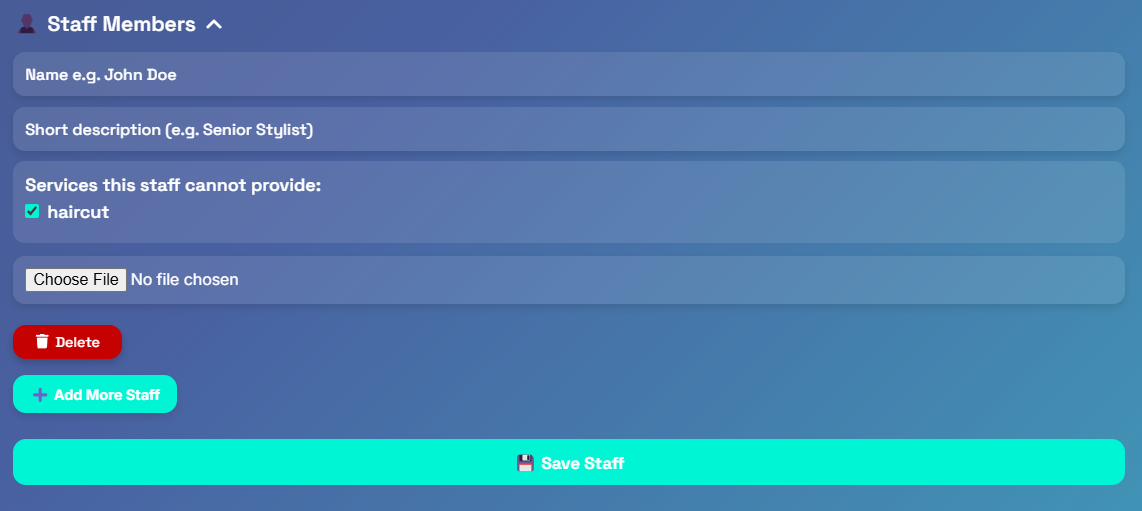 Staff Members
Name e.g. John Doe
Short description (e.g. Senior Stylist)
Services this staff cannot provide:
haircut
Choose File No file chosen
Delete
Add More Staff
Save Staff